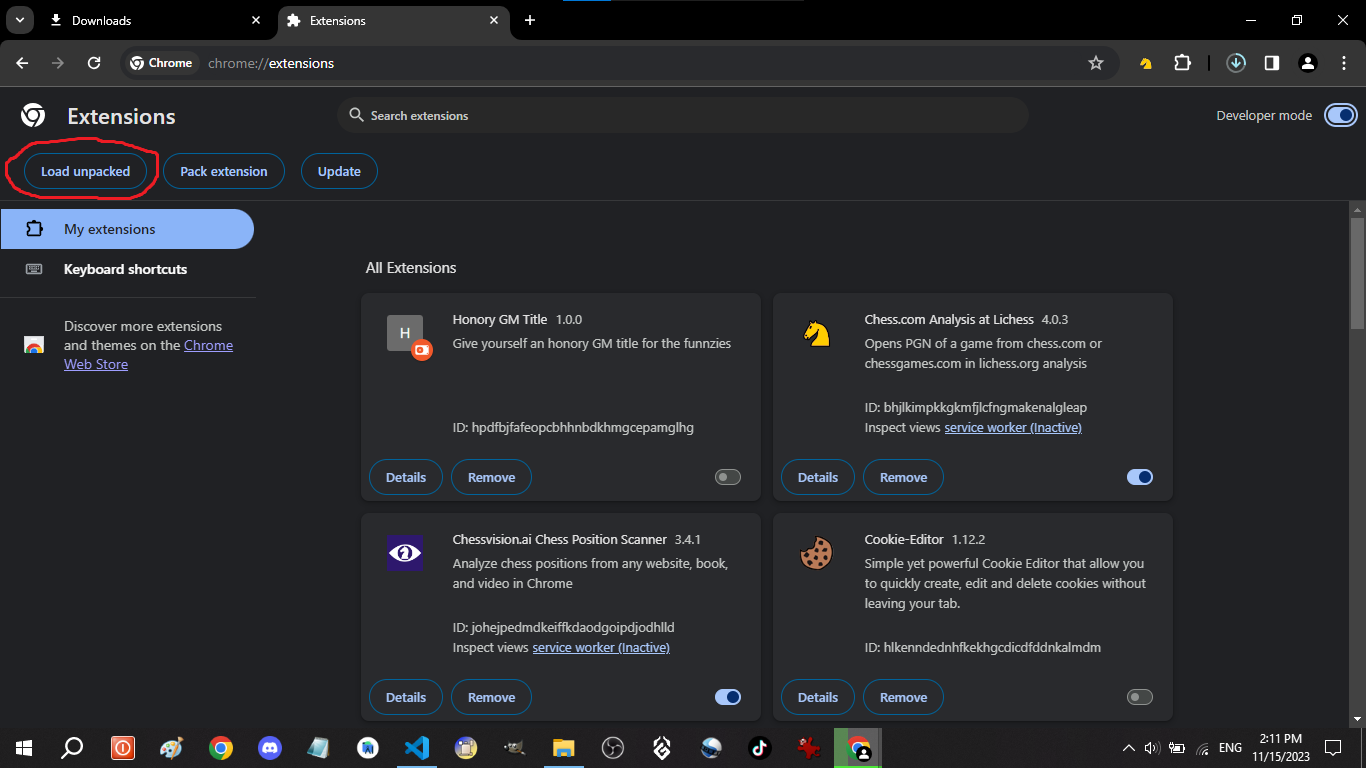 Downloads
Extensions
Chrome
chrome://extensions
Extensions
Search extensions
Developer mode
Load unpacked
Pack extension
Update
My extensions
Keyboard shortcuts
Discover more extensions
and themes on the Chrome
Web Store
All Extensions
H
Honory GM Title 1.0.0
Give yourself an honory GM title for the funnzies
ID: hpdfbjfafeopcbhhnbdkhmgcepamglhg
Details
Remove
Chess.com Analysis at Lichess 4.0.3
Opens PGN of a game from chess.com or
chessgames.com in lichess.org analysis
ID: bhjlkimpkkgkmfjlcfngmakenalgleap
Inspect views service worker (Inactive)
Details
Remove
Chessvision.ai Chess Position Scanner 3.4.1
Analyze chess positions from any website, book,
and video in Chrome
ID: johejpedmdkeiffkdaodgoipdjodhlld
Inspect views service worker (Inactive)
Details
Remove
Cookie-Editor 1.12.2
Simple yet powerful Cookie Editor that allow you
to quickly create, edit and delete cookies without
leaving your tab.
ID: hlkenndednhfkekhgcdicdfddnkalmdm
Details
Remove
ENG
2:11 PM
11/15/2023